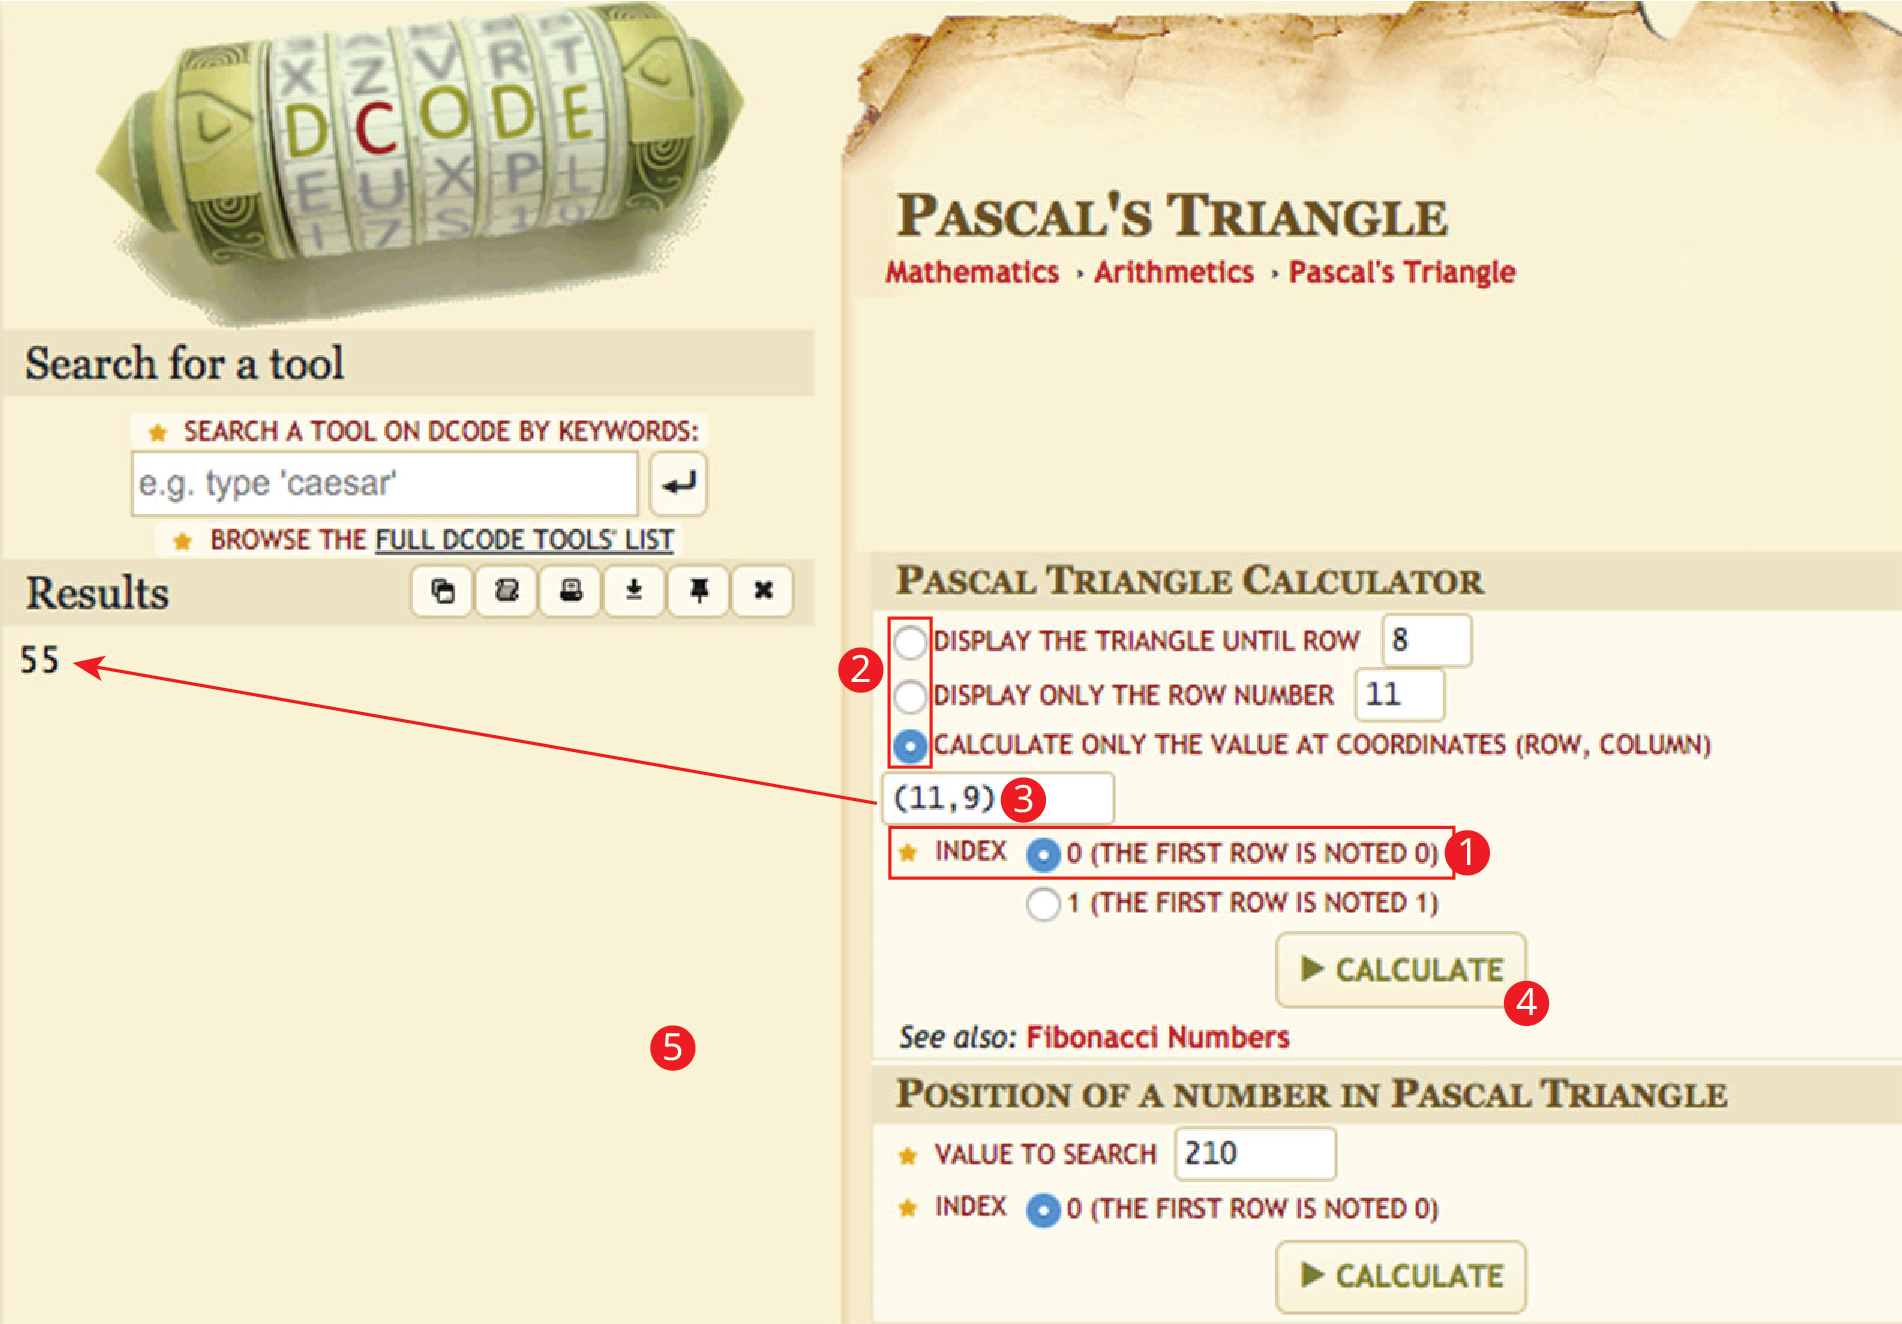 X Z V R T
D C O D E
E U X P L
I 7 S 1 0
PASCAL'S TRIANGLE
Mathematics › Arithmetics › Pascal's Triangle
Search for a tool
★ SEARCH A TOOL ON DCODE BY KEYWORDS:
e.g. type 'caesar'
★ BROWSE THE FULL DCODE TOOLS' LIST
Results
55
PASCAL TRIANGLE CALCULATOR
2
DISPLAY THE TRIANGLE UNTIL ROW 8
DISPLAY ONLY THE ROW NUMBER 11
CALCULATE ONLY THE VALUE AT COORDINATES (ROW, COLUMN)
(11,9) 3
★ INDEX 0 (THE FIRST ROW IS NOTED 0) 1
1 (THE FIRST ROW IS NOTED 1)
▶ CALCULATE
4
See also: Fibonacci Numbers
5
POSITION OF A NUMBER IN PASCAL TRIANGLE
★ VALUE TO SEARCH 210
★ INDEX 0 (THE FIRST ROW IS NOTED 0)
▶ CALCULATE